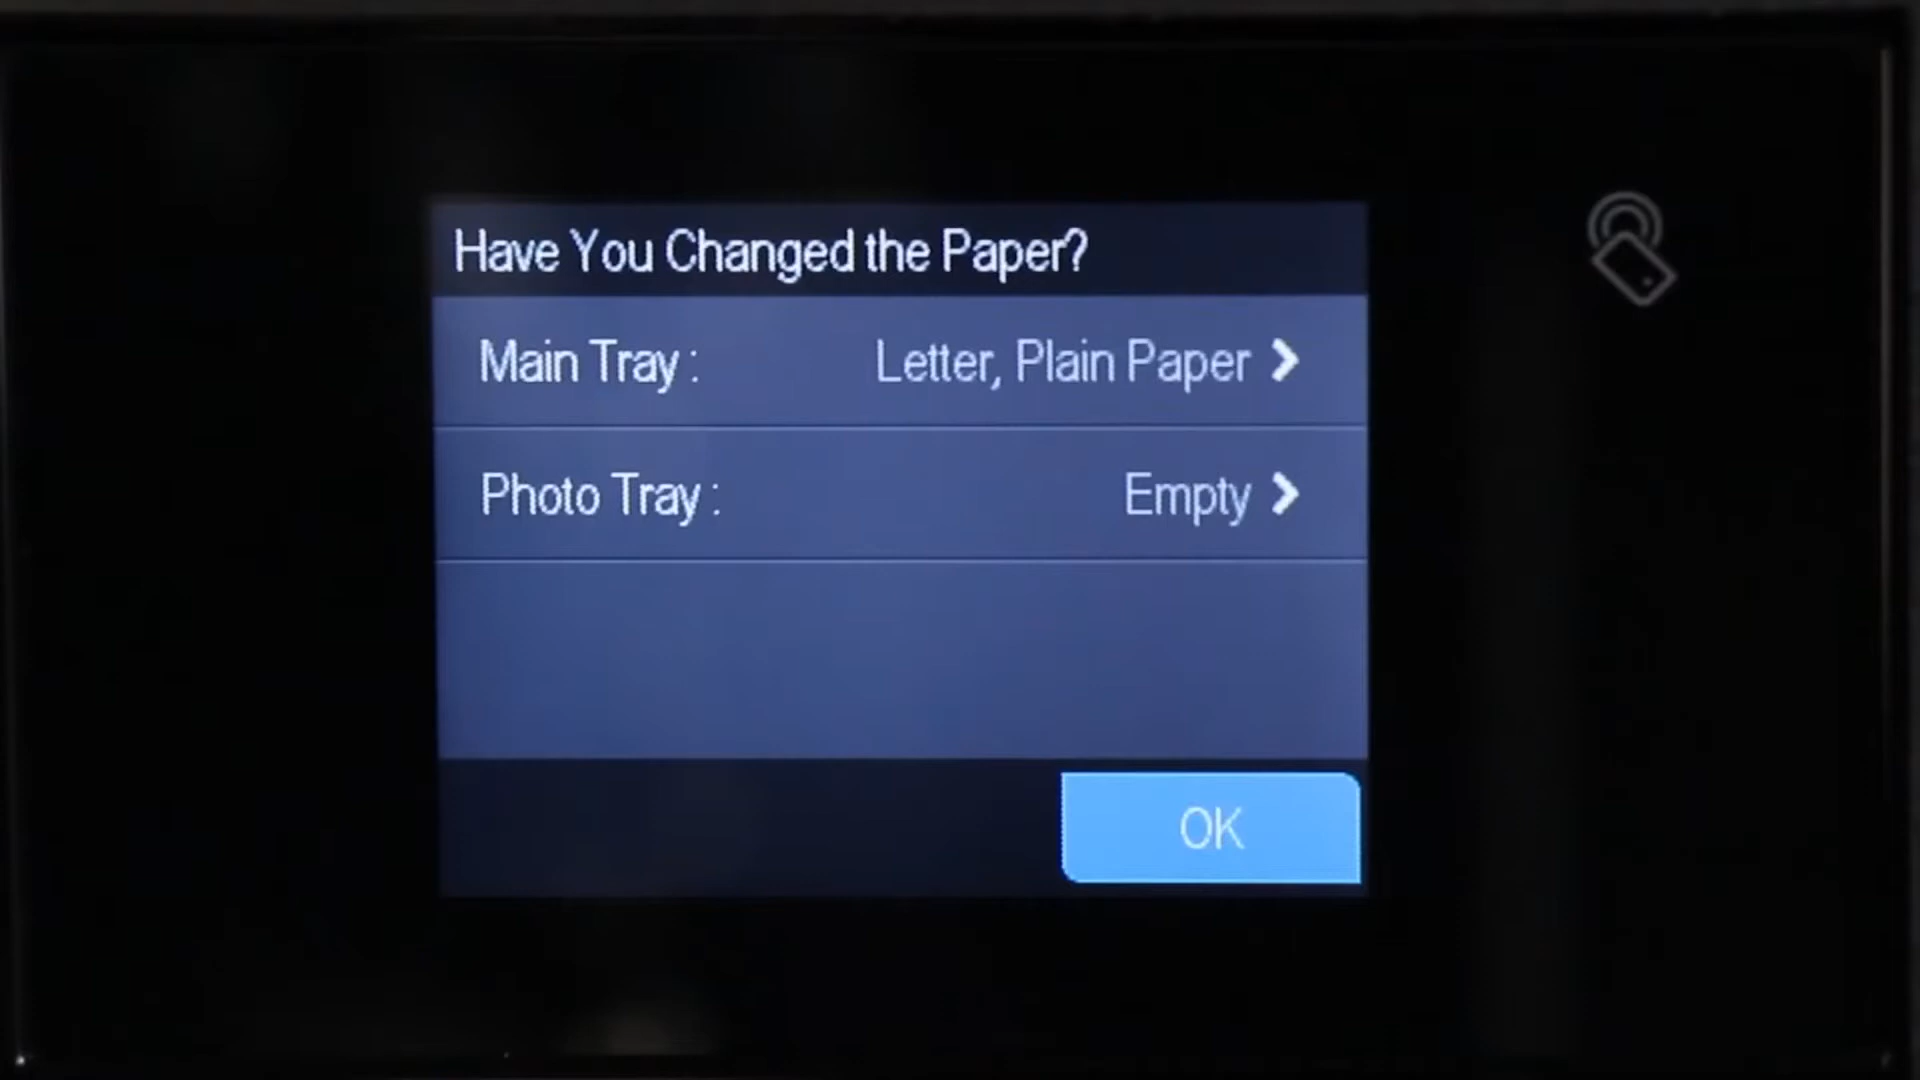 Have You Changed the Paper?
Main Tray : Letter, Plain Paper
Photo Tray : Empty
OK